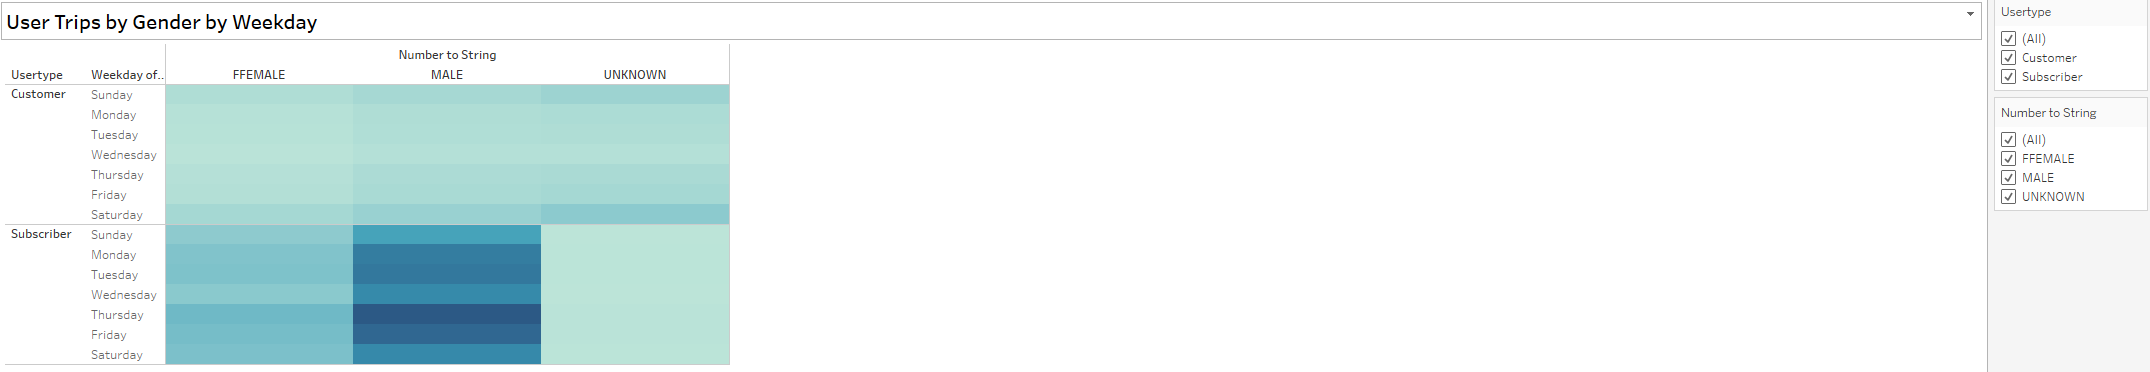 User Trips by Gender by Weekday
Number to String
Usertype Weekday of.. FFEMALE MALE UNKNOWN
Customer Sunday
Monday
Tuesday
Wednesday
Thursday
Friday
Saturday
Subscriber Sunday
Monday
Tuesday
Wednesday
Thursday
Friday
Saturday
Usertype
(All)
Customer
Subscriber
Number to String
(All)
FFEMALE
MALE
UNKNOWN